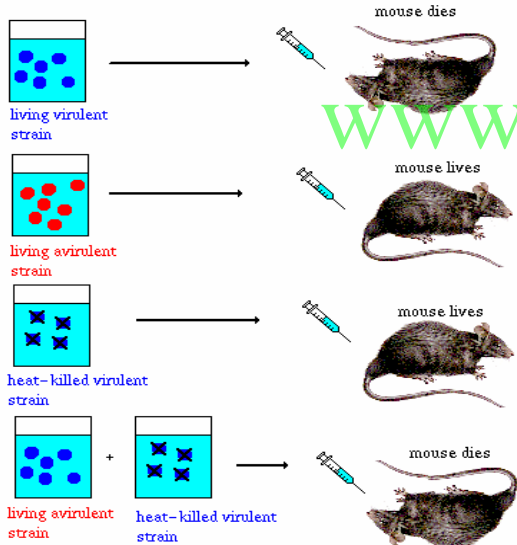 mouse dies
living virulent
strain
WWW
mouse lives
living avirulent
strain
mouse lives
heat-killed virulent
strain
mouse dies
+
living avirulent
strain
heat-killed virulent
strain